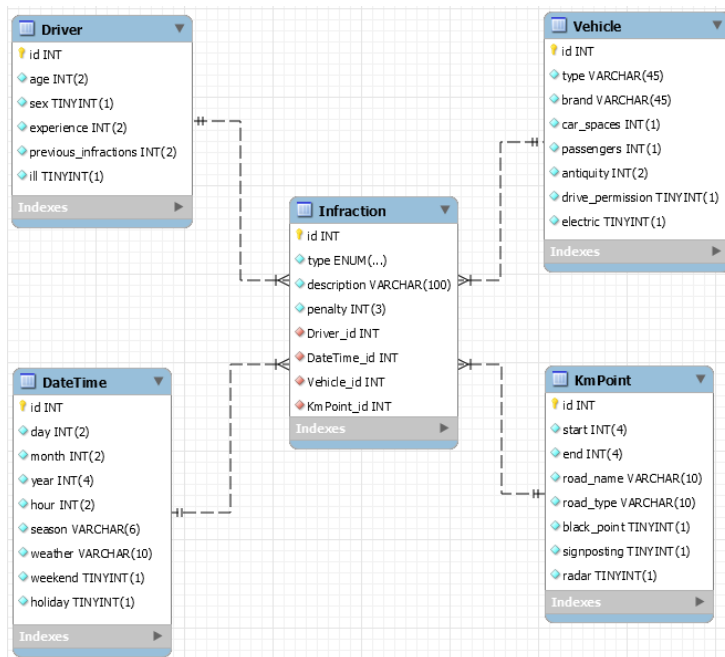 Driver
id INT
age INT(2)
sex TINYINT(1)
experience INT(2)
previous_infractions INT(2)
ill TINYINT(1)
Indexes
Vehicle
id INT
type VARCHAR(45)
brand VARCHAR(45)
car_spaces INT(1)
passengers INT(1)
antiquity INT(2)
drive_permission TINYINT(1)
electric TINYINT(1)
Indexes
Infraction
id INT
type ENUM(...)
description VARCHAR(100)
penalty INT(3)
Driver_id INT
DateTime_id INT
Vehicle_id INT
KmPoint_id INT
Indexes
DateTime
id INT
day INT(2)
month INT(2)
year INT(4)
hour INT(2)
season VARCHAR(6)
weather VARCHAR(10)
weekend TINYINT(1)
holiday TINYINT(1)
Indexes
KmPoint
id INT
start INT(4)
end INT(4)
road_name VARCHAR(10)
road_type VARCHAR(10)
black_point TINYINT(1)
signposting TINYINT(1)
radar TINYINT(1)
Indexes